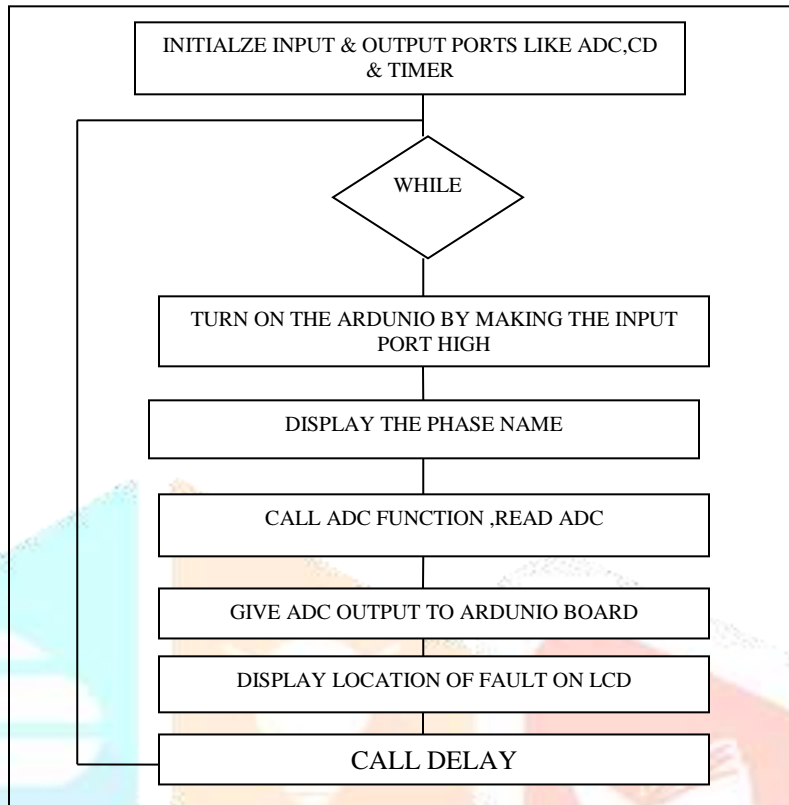 INITIALZE INPUT & OUTPUT PORTS LIKE ADC,CD
& TIMER
WHILE
TURN ON THE ARDUNIO BY MAKING THE INPUT
PORT HIGH
DISPLAY THE PHASE NAME
CALL ADC FUNCTION ,READ ADC
GIVE ADC OUTPUT TO ARDUNIO BOARD
DISPLAY LOCATION OF FAULT ON LCD
CALL DELAY